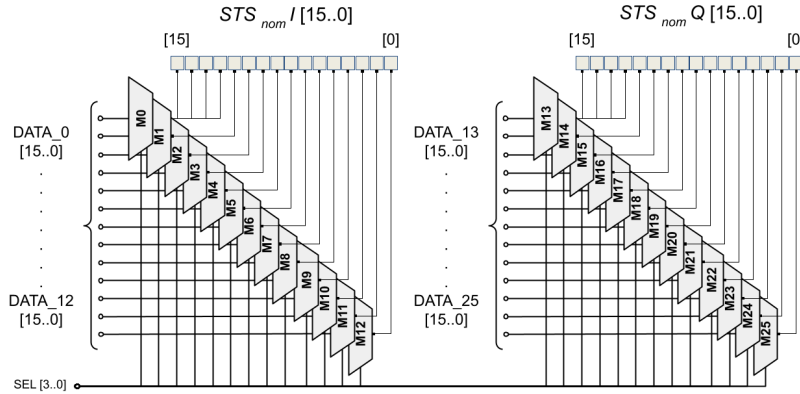 STS nom I [15..0]
STS nom Q [15..0]
[15]
[0]
[15]
[0]
DATA_0
[15..0]
.
.
.
.
.
.
DATA_12
[15..0]
M0
M1
M2
M3
M4
M5
M6
M7
M8
M9
M10
M11
M12
DATA_13
[15..0]
.
.
.
.
.
.
DATA_25
[15..0]
M13
M14
M15
M16
M17
M18
M19
M20
M21
M22
M23
M24
M25
SEL [3..0]